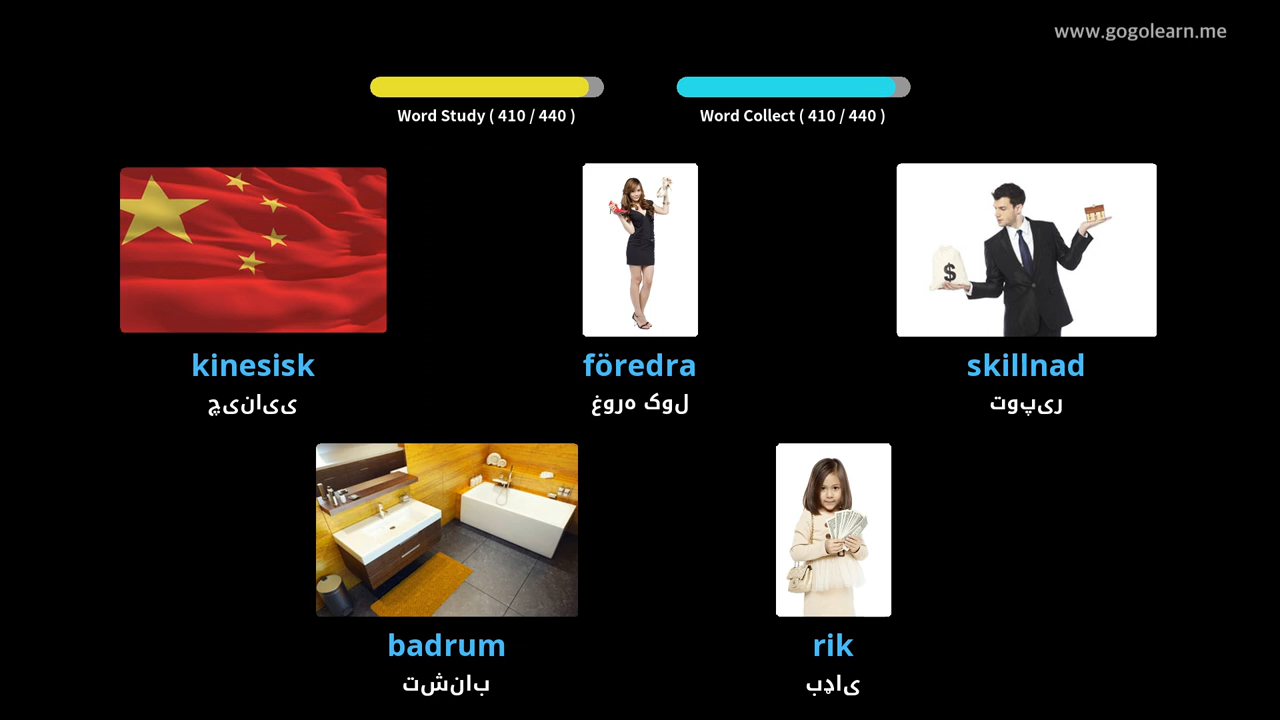 www.gogolearn.me
Word Study ( 410 / 440 )
Word Collect ( 410 / 440 )
kinesisk
چینایی
föredra
غوره کول
skillnad
توپیر
badrum
تشناب
rik
بډای